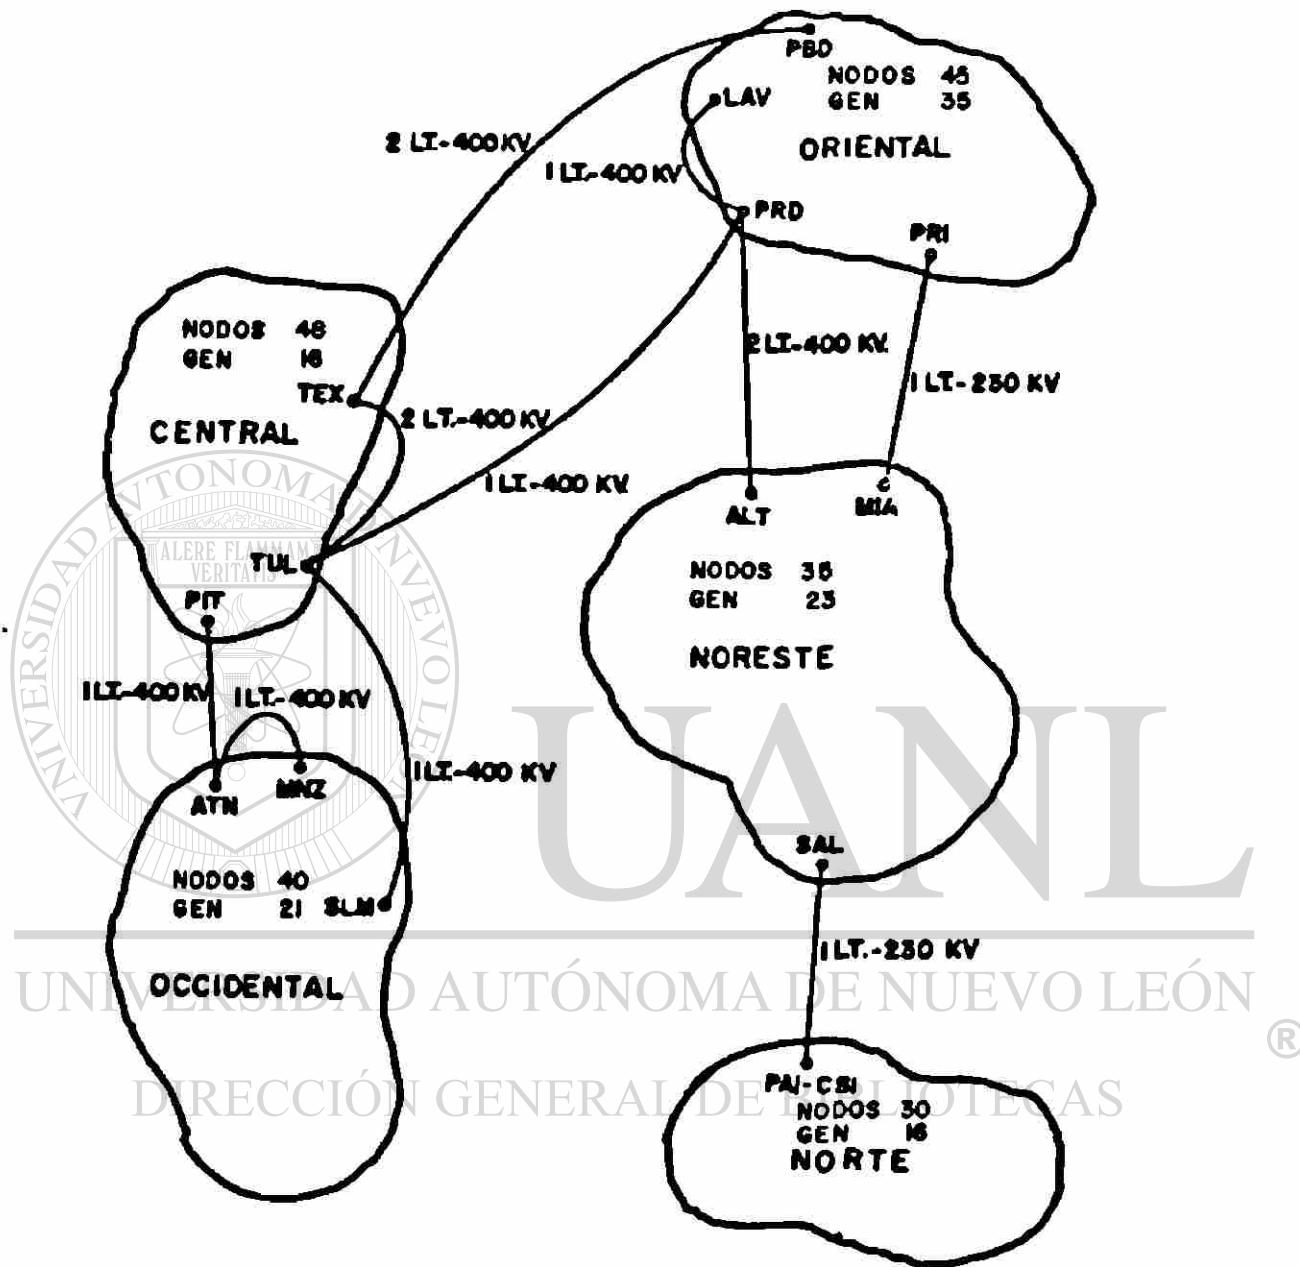 PBD
NODOS 45
GEN 35
LAV
ORIENTAL
2 LT.-400 KV
1 LT.-400 KV
PRD
PRI
NODOS 48
GEN 16
TEX
CENTRAL
2 LT.-400 KV
2 LT-400 KV.
1 LT-230 KV
1 LT-400 KV
ALT
MIA
TUL
PIT
NODOS 35
GEN 23
NORESTE
1 LT.-400 KV
1 LT.-400 KV
1 LT.-400 KV
ATN
MNZ
SAL
NODOS 40
GEN 21
SLM
OCCIDENTAL
1 LT.-230 KV
PAJ-CSI
NODOS 30
GEN 16
NORTE
UNIVERSIDAD AUTÓNOMA DE NUEVO LEÓN
ALERE FLAMMAM
VERITATIS
UANL
UNIVERSIDAD AUTÓNOMA DE NUEVO LEÓN
®
DIRECCIÓN GENERAL DE BIBLIOTECAS